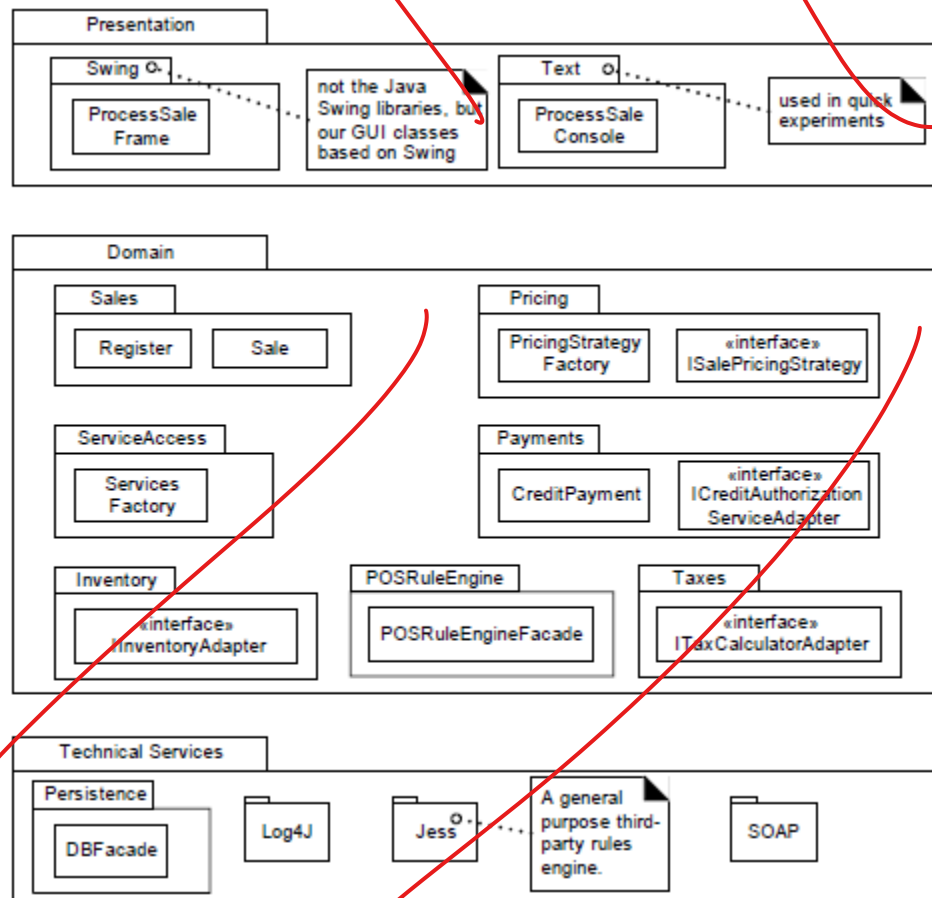 Presentation
Swing
ProcessSale
Frame
not the Java
Swing libraries, but
our GUI classes
based on Swing
Text
ProcessSale
Console
used in quick
experiments
Domain
Sales
Register
Sale
Pricing
PricingStrategy
Factory
«interface»
ISalePricingStrategy
ServiceAccess
Services
Factory
Payments
CreditPayment
«interface»
ICreditAuthorization
ServiceAdapter
Inventory
«interface»
IInventoryAdapter
POSRuleEngine
POSRuleEngineFacade
Taxes
«interface»
ITaxCalculatorAdapter
Technical Services
Persistence
DBFacade
Log4J
Jess
A general
purpose third-
party rules
engine.
SOAP